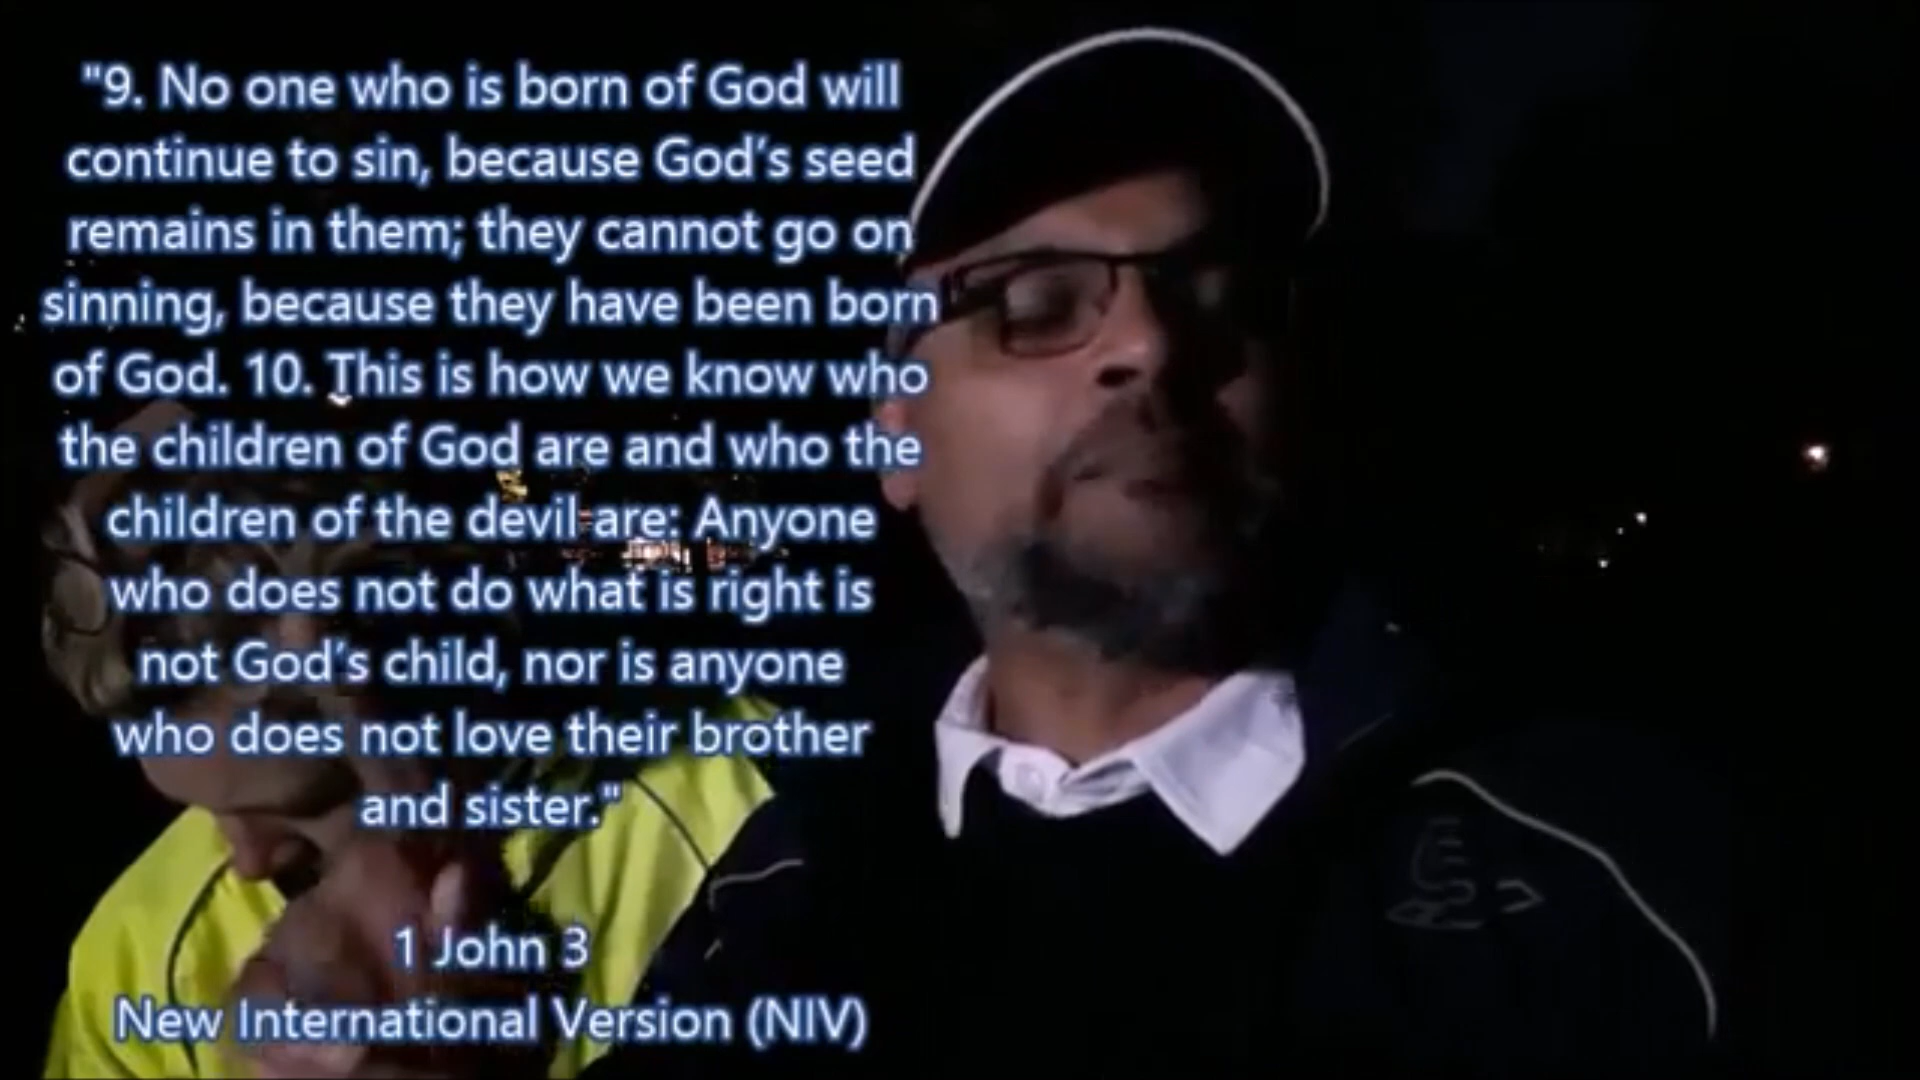 "9. No one who is born of God will
continue to sin, because God's seed
remains in them; they cannot go on
sinning, because they have been born
of God. 10. This is how we know who
the children of God are and who the
children of the devil are: Anyone
who does not do what is right is
not God's child, nor is anyone
who does not love their brother
and sister."
1 John 3
New International Version (NIV)